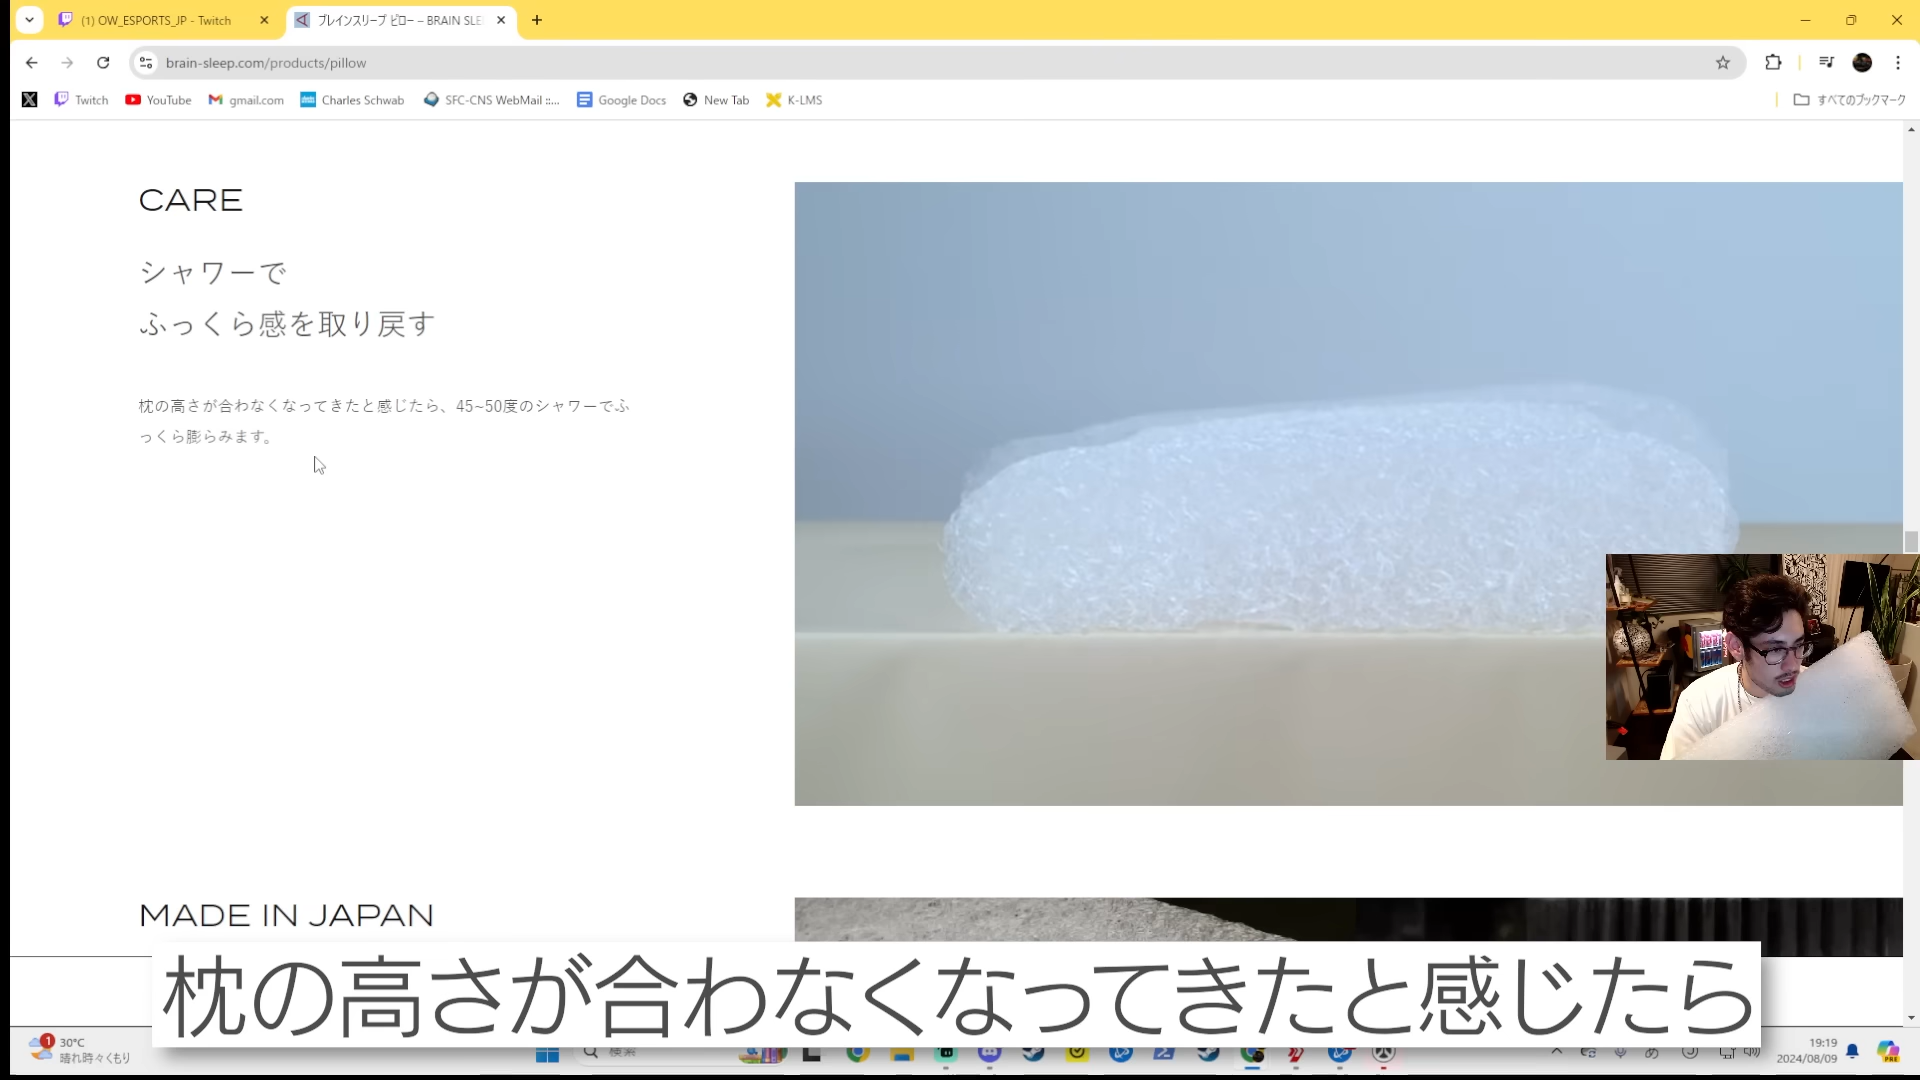 (1) OW_ESPORTS_JP - Twitch
ブレインスリープ ピロー – BRAIN SLE
brain-sleep.com/products/pillow
Twitch
YouTube
gmail.com
Charles Schwab
SFC-CNS WebMail ::...
Google Docs
New Tab
K-LMS
すべてのブックマーク
CARE
シャワーで
ふっくら感を取り戻す
枕の高さが合わなくなってきたと感じたら、45~50度のシャワーでふ
っくら膨らみます。
MADE IN JAPAN
枕の高さが合わなくなってきたと感じたら
1
30°C
晴れ時々くもり
検索
あ
19:19
2024/08/09